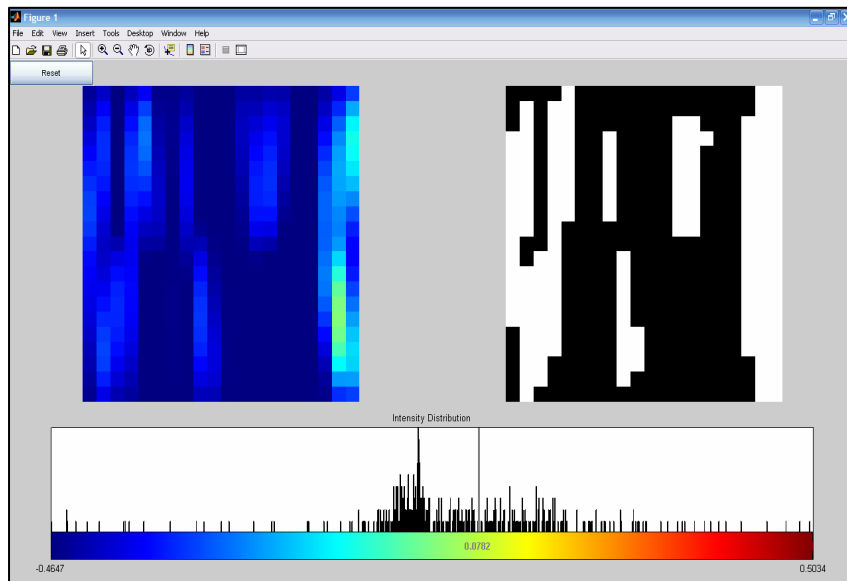 Figure 1
File Edit View Insert Tools Desktop Window Help
Reset
Intensity Distribution
0.0782
-0.4647 0.5034